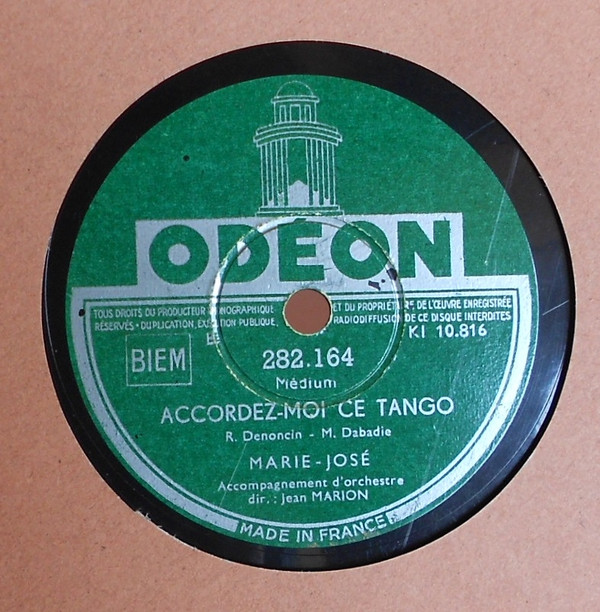 ODÉON
TOUS DROITS DU PRODUCTEUR ET DU PROPRIÉTAIRE DE L'ŒUVRE ENREGISTRÉE
RÉSERVÉS · DUPLICATION, PUBLIQUE, RADIODIFFUSION DE CE DISQUE INTERDITES
KI 10.816
BIEM
282.164
Médium
ACCORDEZ-MOI CE TANGO
R. Denoncin - M. Dabadie
MARIE-JOSÉ
Accompagnement d'orchestre
dir. : Jean MARION
MADE IN FRANCE